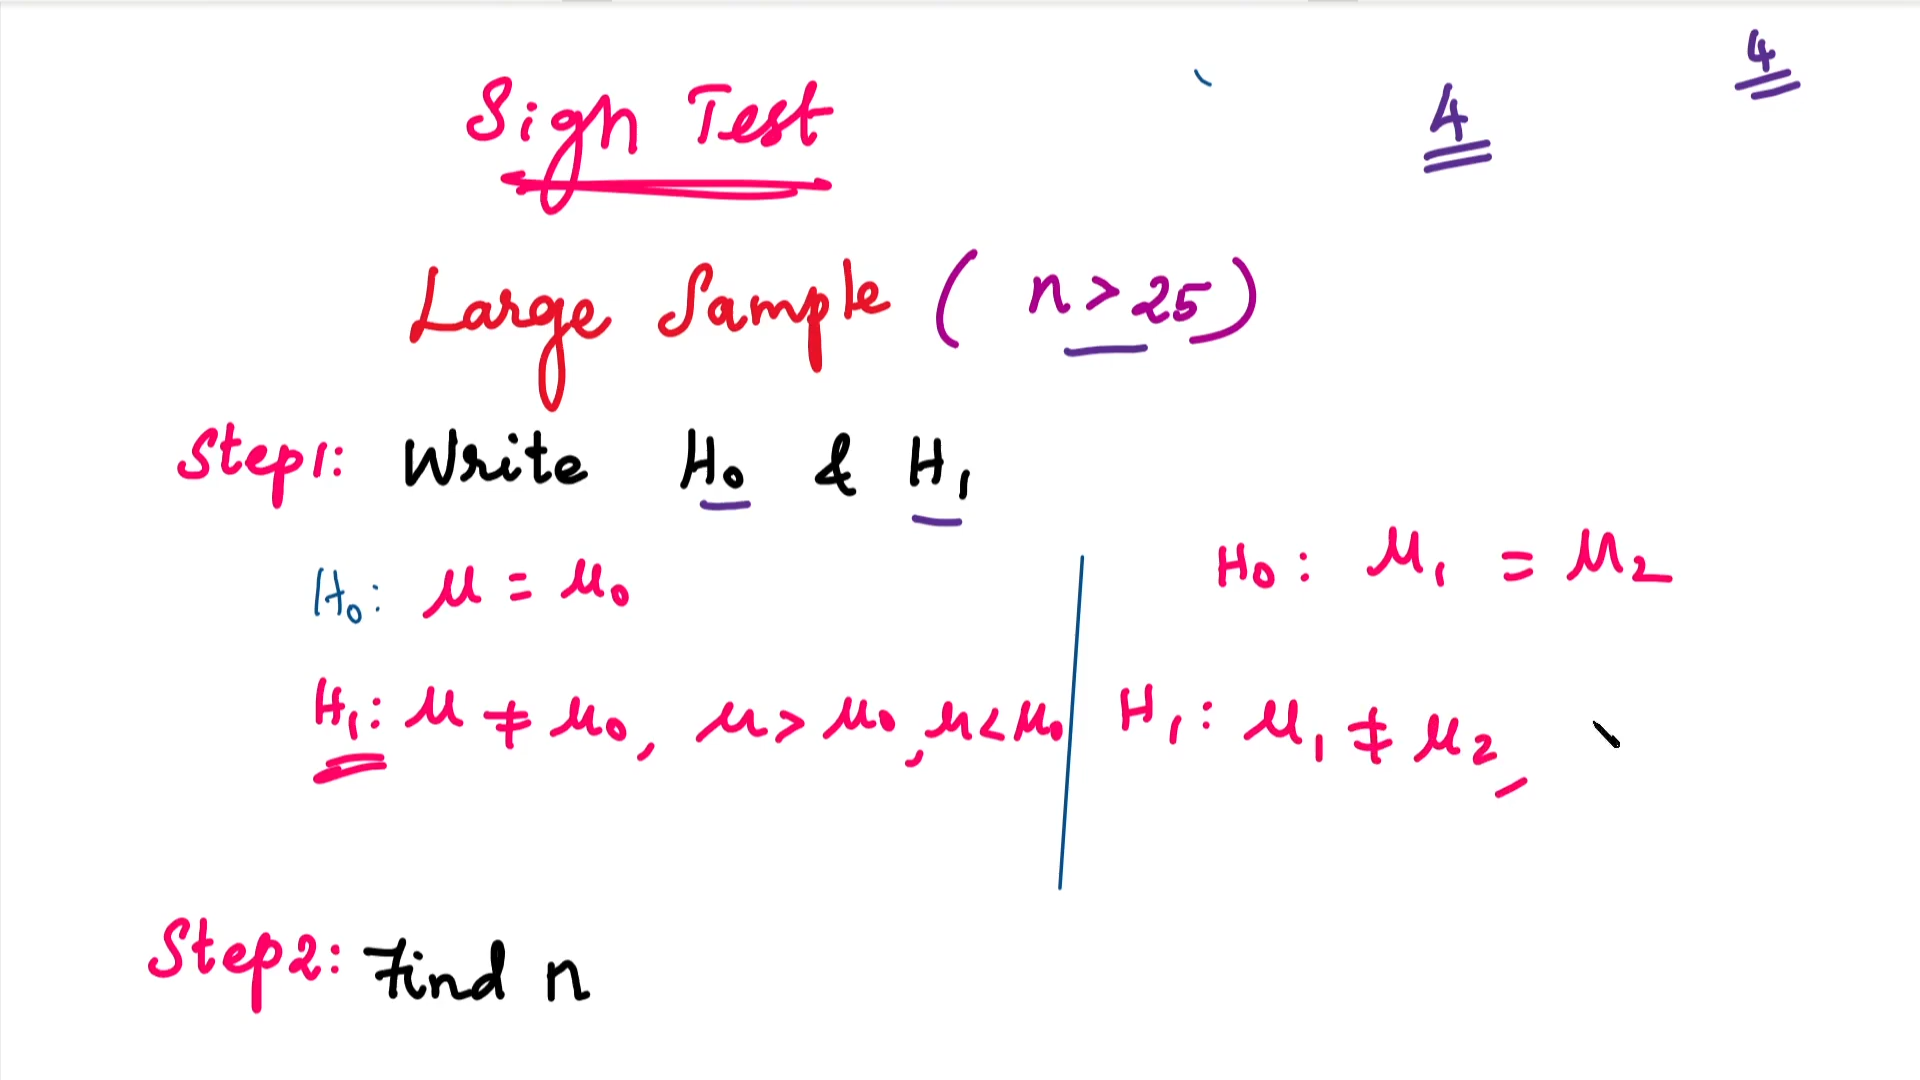 4
4
Sign Test
Large Sample ( n > 25 )
Step1: Write H₀ & H₁
H₀: μ = μ₀
H₀: μ₁ = μ₂
H₁: μ ≠ μ₀, μ > μ₀, μ < μ₀
H₁: μ₁ ≠ μ₂,
Step2: Find n